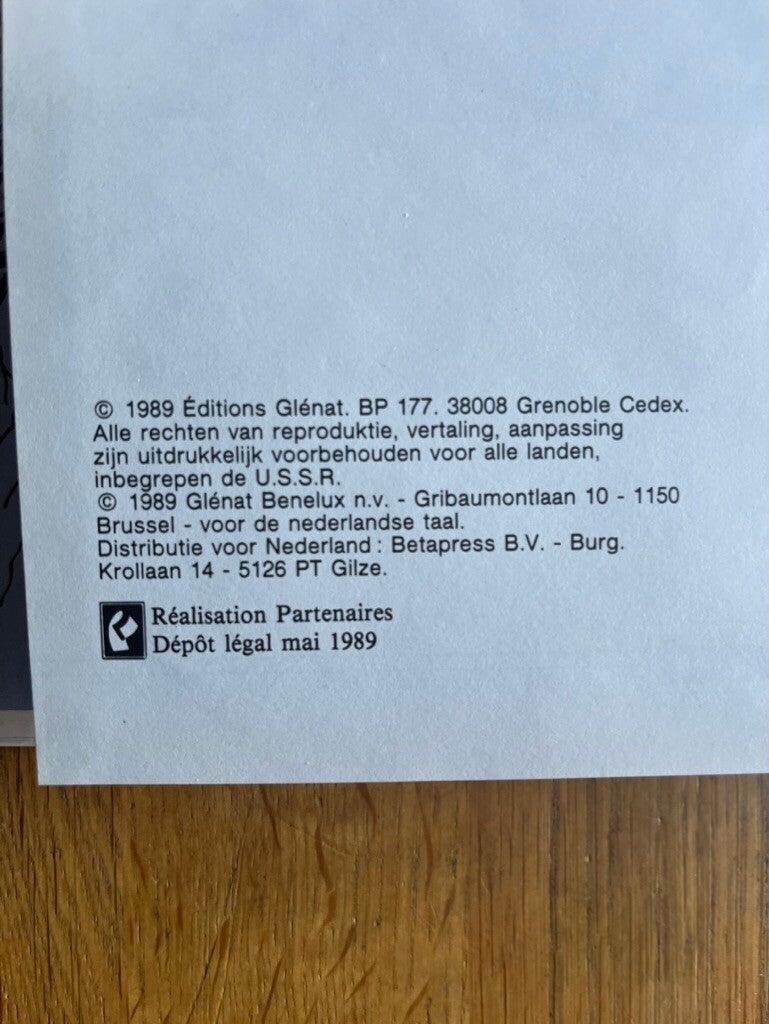 © 1989 Éditions Glénat. BP 177. 38008 Grenoble Cedex.
Alle rechten van reproduktie, vertaling, aanpassing
zijn uitdrukkelijk voorbehouden voor alle landen,
inbegrepen de U.S.S.R.
© 1989 Glénat Benelux n.v. - Gribaumontlaan 10 - 1150
Brussel - voor de nederlandse taal.
Distributie voor Nederland : Betapress B.V. - Burg.
Krollaan 14 - 5126 PT Gilze.
Réalisation Partenaires
Dépôt légal mai 1989